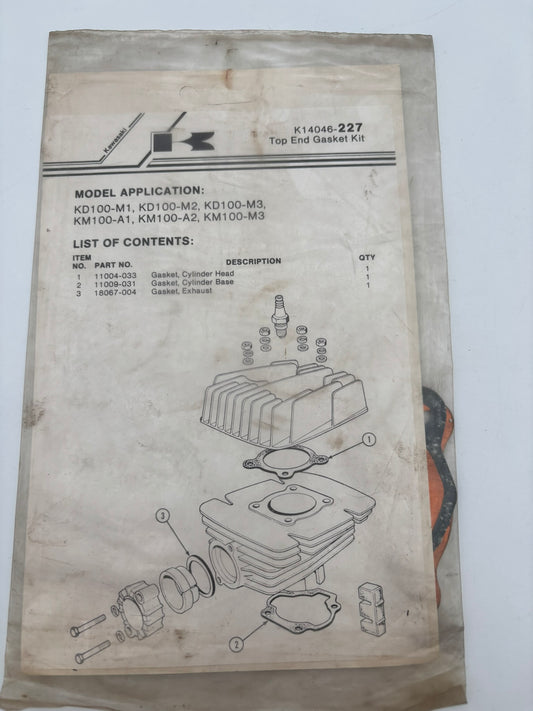 Kawasaki
K14046-227
Top End Gasket Kit
MODEL APPLICATION:
KD100-M1, KD100-M2, KD100-M3,
KM100-A1, KM100-A2, KM100-M3
LIST OF CONTENTS:
ITEM NO. PART NO. DESCRIPTION QTY
1 11004-033 Gasket, Cylinder Head 1
2 11009-031 Gasket, Cylinder Base 1
3 18067-004 Gasket, Exhaust 1
1
3
2